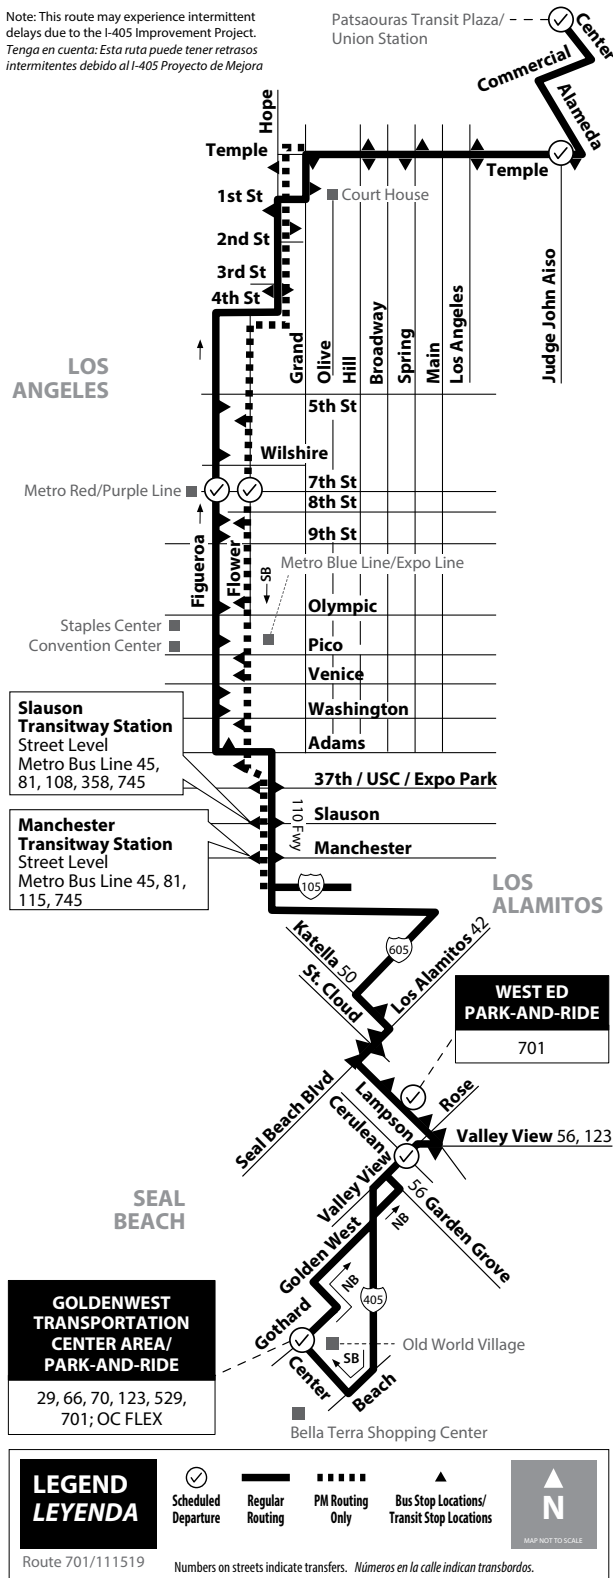 Note: This route may experience intermittent
delays due to the I-405 Improvement Project.
Tenga en cuenta: Esta ruta puede tener retrasos
intermitentes debido al I-405 Proyecto de Mejora
Patsaouras Transit Plaza/
Union Station
Center
Commercial
Alameda
Hope
Temple
Temple
1st St
Court House
2nd St
3rd St
4th St
Grand
Olive
Hill
Broadway
Spring
Main
Los Angeles
Judge John Aiso
LOS
ANGELES
5th St
Wilshire
Metro Red/Purple Line
7th St
8th St
9th St
Figueroa
Flower
SB
Metro Blue Line/Expo Line
Olympic
Staples Center
Convention Center
Pico
Venice
Washington
Adams
Slauson
Transitway Station
Street Level
Metro Bus Line 45,
81, 108, 358, 745
37th / USC / Expo Park
110 Fwy
Slauson
Manchester
Manchester
Transitway Station
Street Level
Metro Bus Line 45, 81,
115, 745
105
LOS
ALAMITOS
605
Katella 50
St. Cloud
Los Alamitos 42
WEST ED
PARK-AND-RIDE
701
Seal Beach Blvd
Lampson
Rose
Cerulean
Valley View 56, 123
Valley View
56 Garden Grove
SEAL
BEACH
NB
Golden West
NB
405
Gothard
GOLDENWEST
TRANSPORTATION
CENTER AREA/
PARK-AND-RIDE
29, 66, 70, 123, 529,
701; OC FLEX
Old World Village
SB
Center
Beach
Bella Terra Shopping Center
LEGEND
LEYENDA
Scheduled
Departure
Regular
Routing
PM Routing
Only
Bus Stop Locations/
Transit Stop Locations
N
MAP NOT TO SCALE
Route 701/111519
Numbers on streets indicate transfers. Números en la calle indican transbordos.